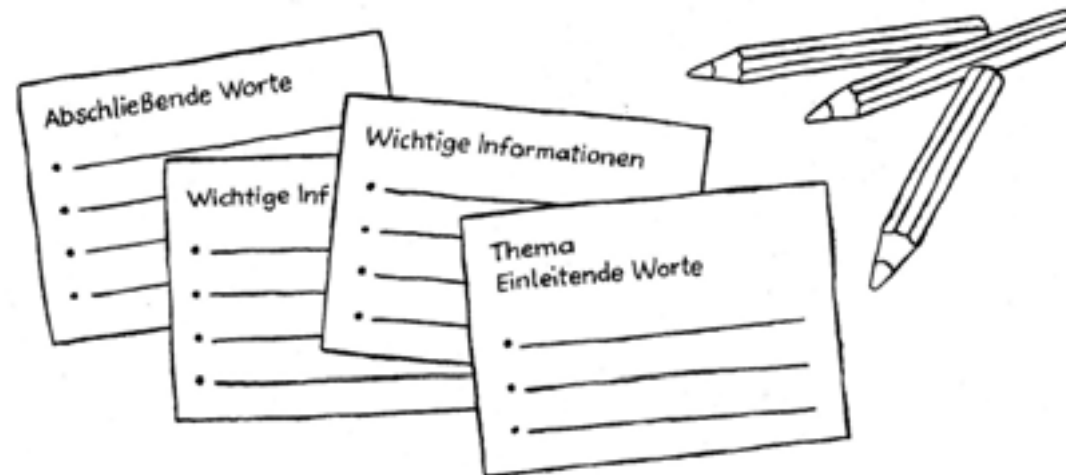 Abschließende Worte
Wichtige Inf
Wichtige Informationen
Thema
Einleitende Worte